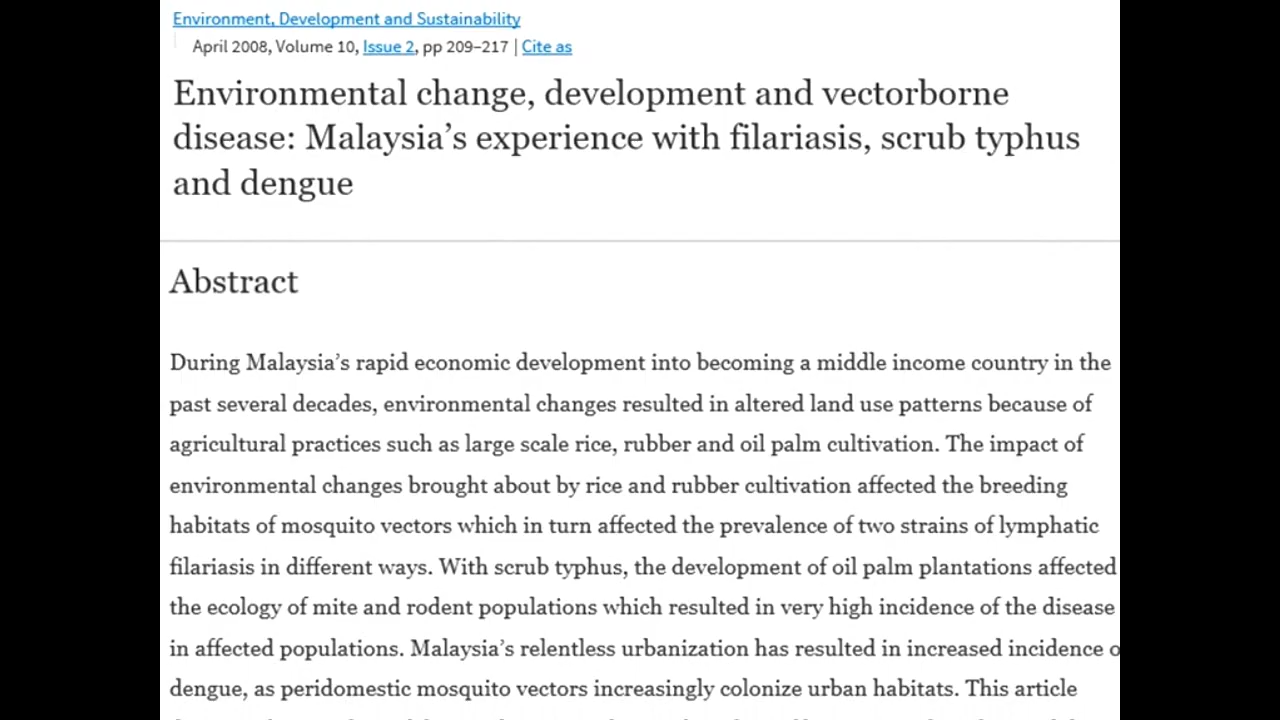 Environment, Development and Sustainability
April 2008, Volume 10, Issue 2, pp 209–217 | Cite as
Environmental change, development and vectorborne
disease: Malaysia’s experience with filariasis, scrub typhus
and dengue
Abstract
During Malaysia’s rapid economic development into becoming a middle income country in the
past several decades, environmental changes resulted in altered land use patterns because of
agricultural practices such as large scale rice, rubber and oil palm cultivation. The impact of
environmental changes brought about by rice and rubber cultivation affected the breeding
habitats of mosquito vectors which in turn affected the prevalence of two strains of lymphatic
filariasis in different ways. With scrub typhus, the development of oil palm plantations affected
the ecology of mite and rodent populations which resulted in very high incidence of the disease
in affected populations. Malaysia’s relentless urbanization has resulted in increased incidence o
dengue, as peridomestic mosquito vectors increasingly colonize urban habitats. This article